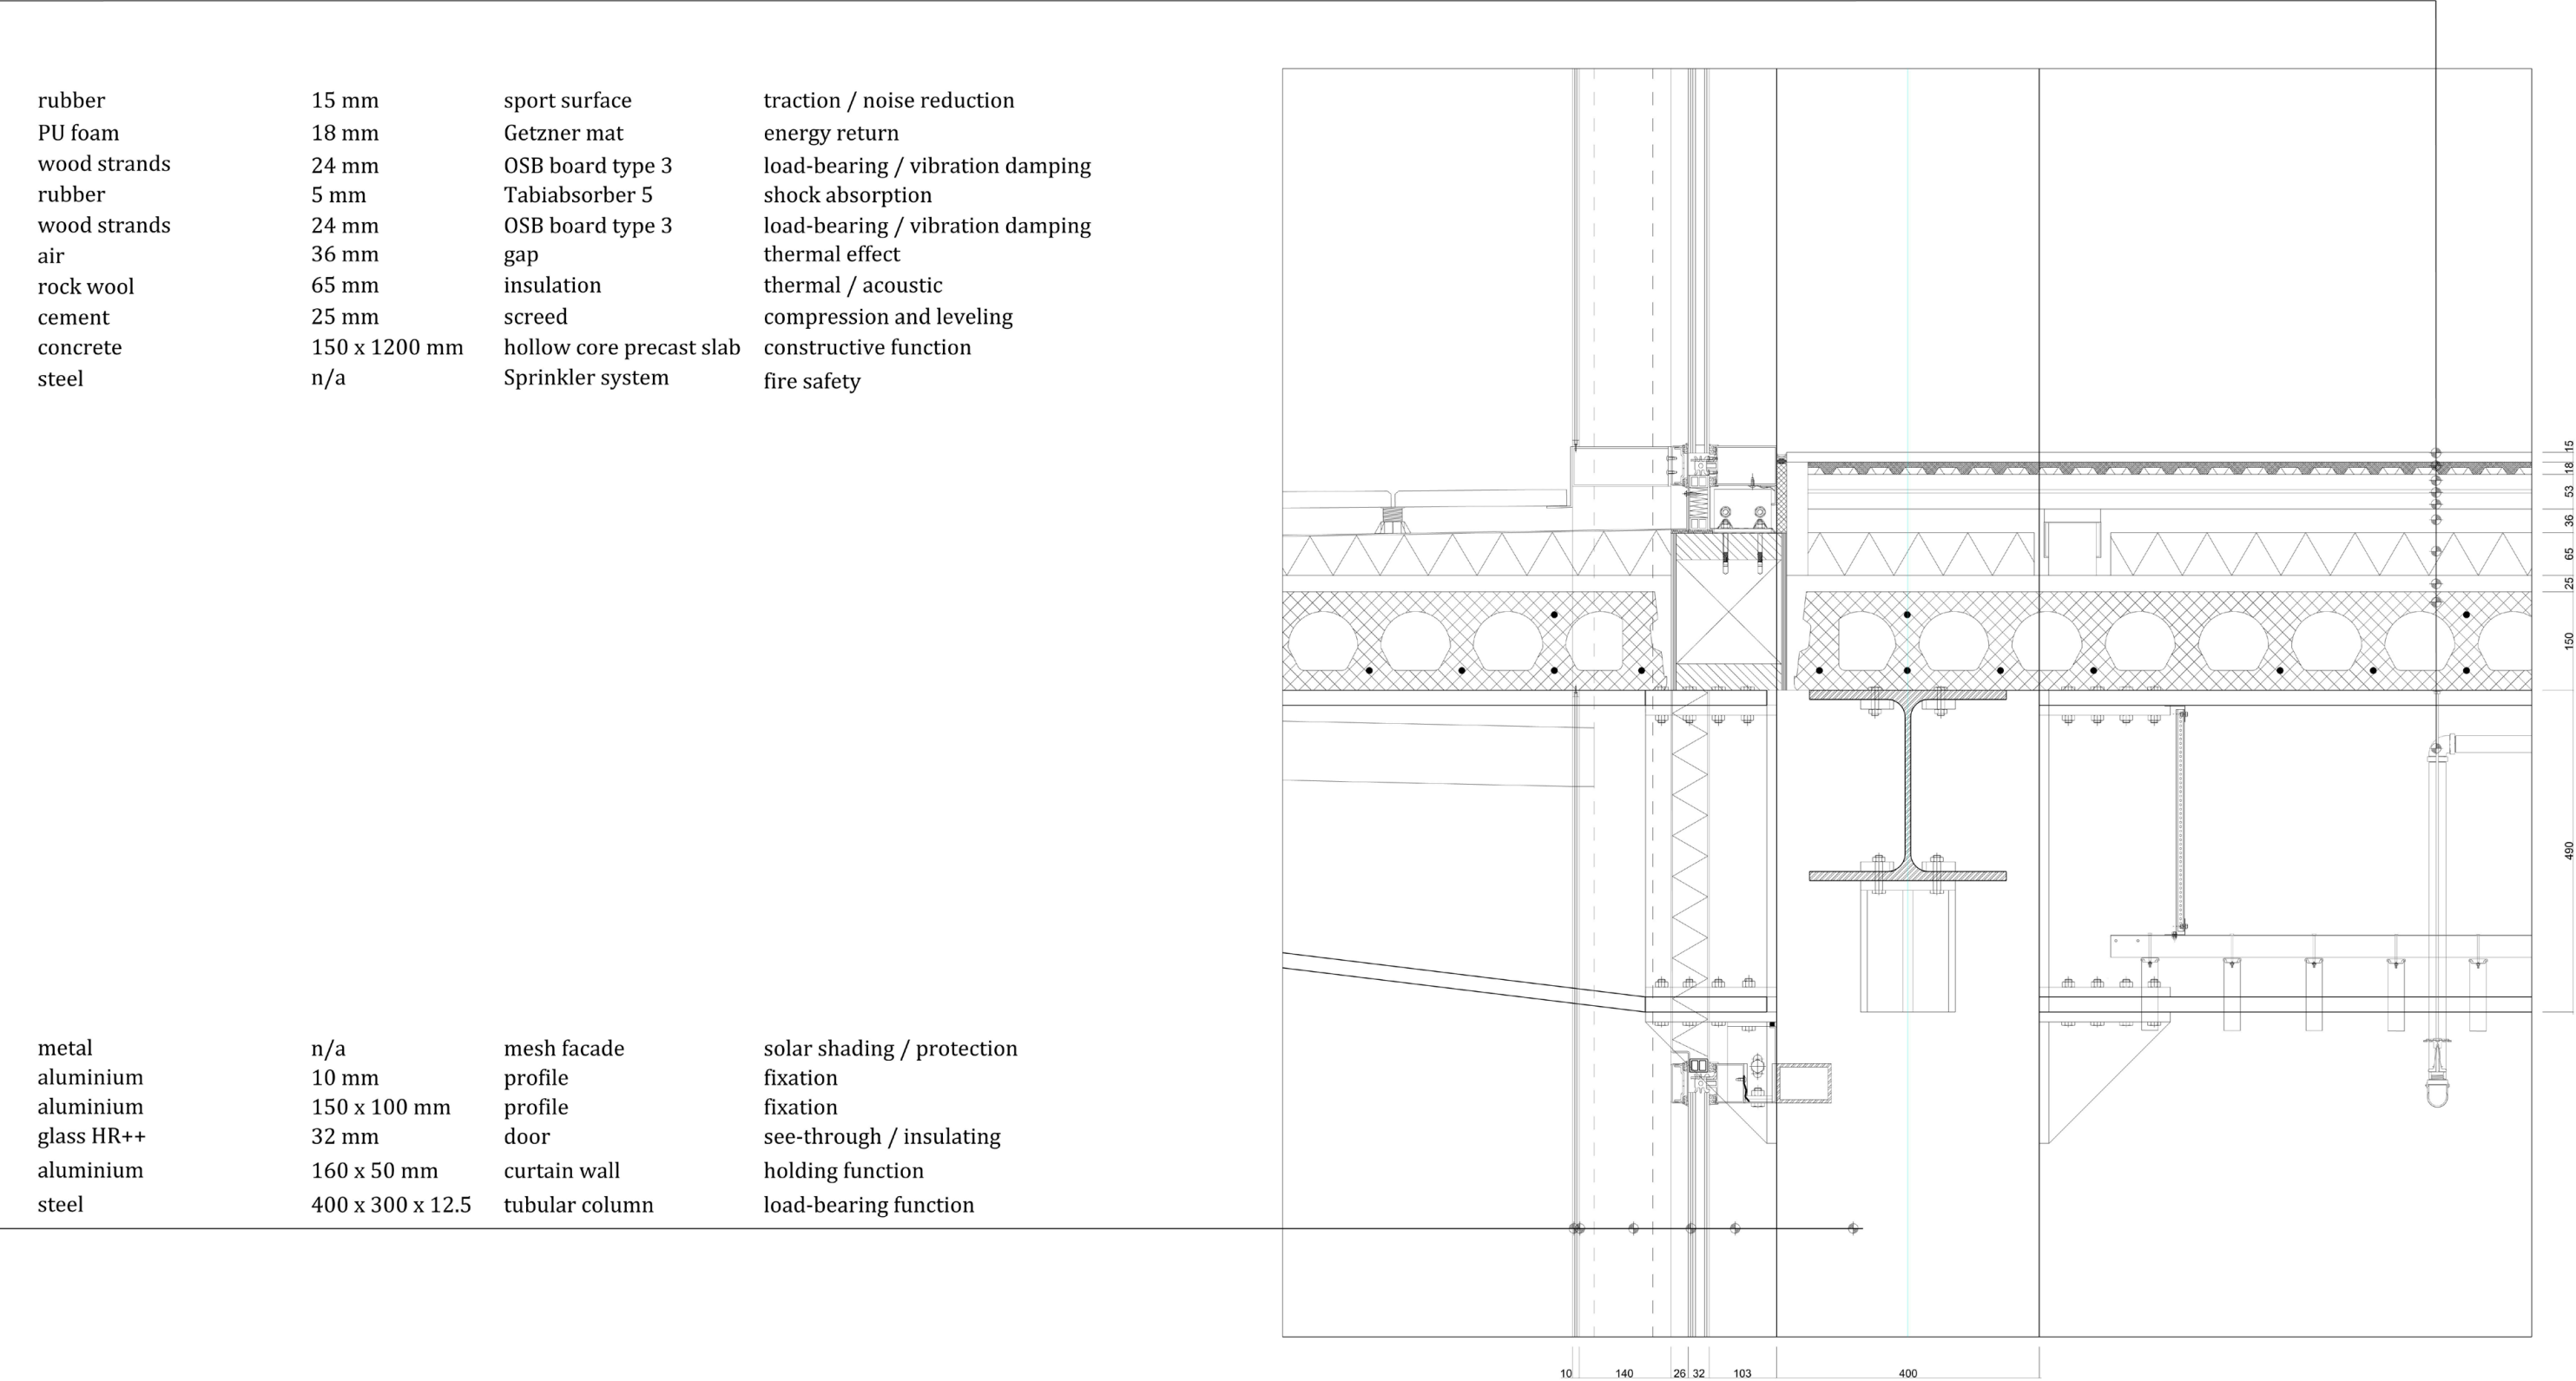 rubber 15 mm sport surface traction / noise reduction
PU foam 18 mm Getzner mat energy return
wood strands 24 mm OSB board type 3 load-bearing / vibration damping
rubber 5 mm Tabiabsorber 5 shock absorption
wood strands 24 mm OSB board type 3 load-bearing / vibration damping
air 36 mm gap thermal effect
rock wool 65 mm insulation thermal / acoustic
cement 25 mm screed compression and leveling
concrete 150 x 1200 mm hollow core precast slab constructive function
steel n/a Sprinkler system fire safety
15
18
53
36
65
25
150
490
metal n/a mesh facade solar shading / protection
aluminium 10 mm profile fixation
aluminium 150 x 100 mm profile fixation
glass HR++ 32 mm door see-through / insulating
aluminium 160 x 50 mm curtain wall holding function
steel 400 x 300 x 12.5 tubular column load-bearing function
10 140 26 32 103 400